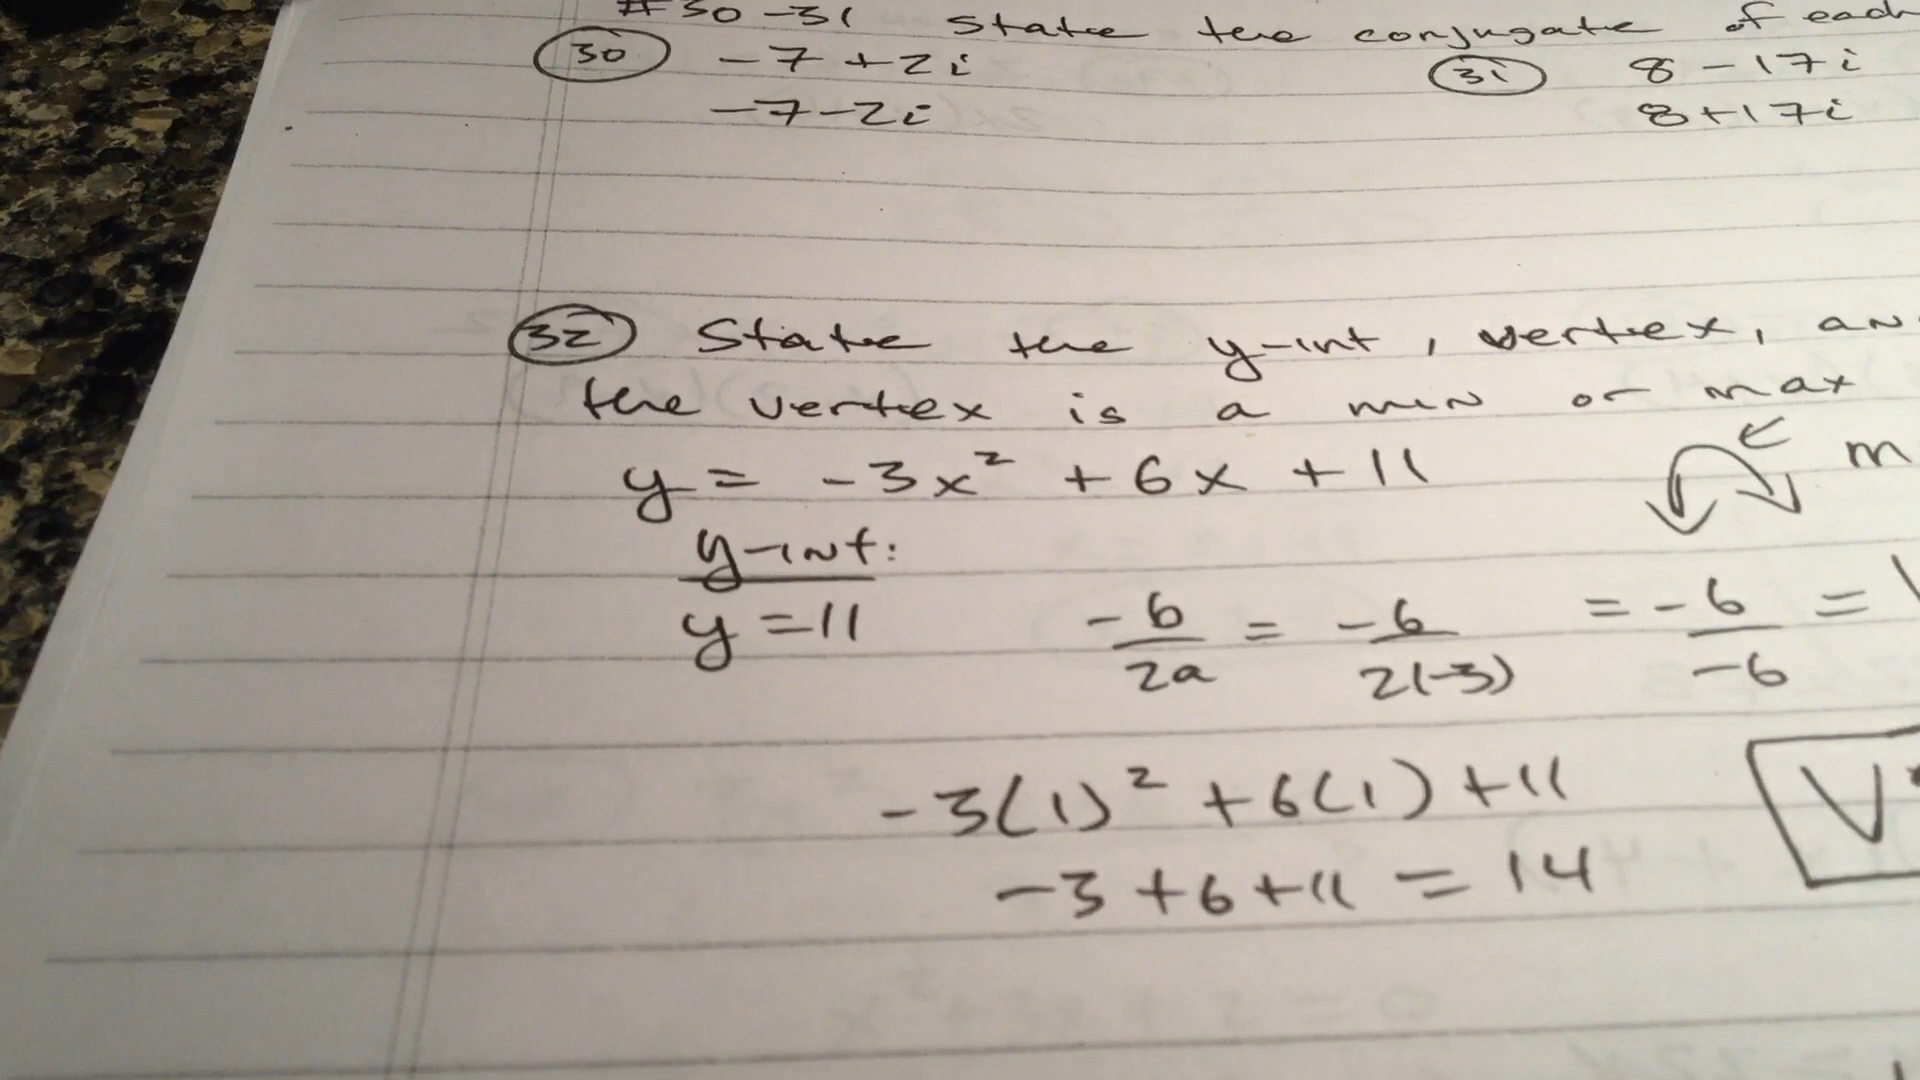 #30-31 State the conjugate of each
30 -7+2i 31 8-17i
-7-2i 8+17i
32 State the y-int, vertex, an
the vertex is a min or max
y = -3x² + 6x + 11 m
y-int:
y=11 -b/2a = -6/2(-3) = -6/-6 = 1
-3(1)² + 6(1) + 11 V
-3+6+11 = 14